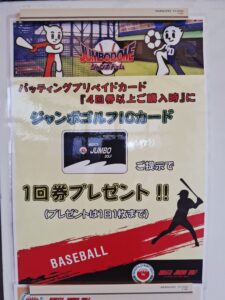 JUMBODOME
バッティングプリペイドカード
『4回券以上ご購入時』に
ジャンボゴルフICカード
JUMBO
GOLF
ご提示で
1回券プレゼント!!
(プレゼントは1日1枚まで)
BASEBALL